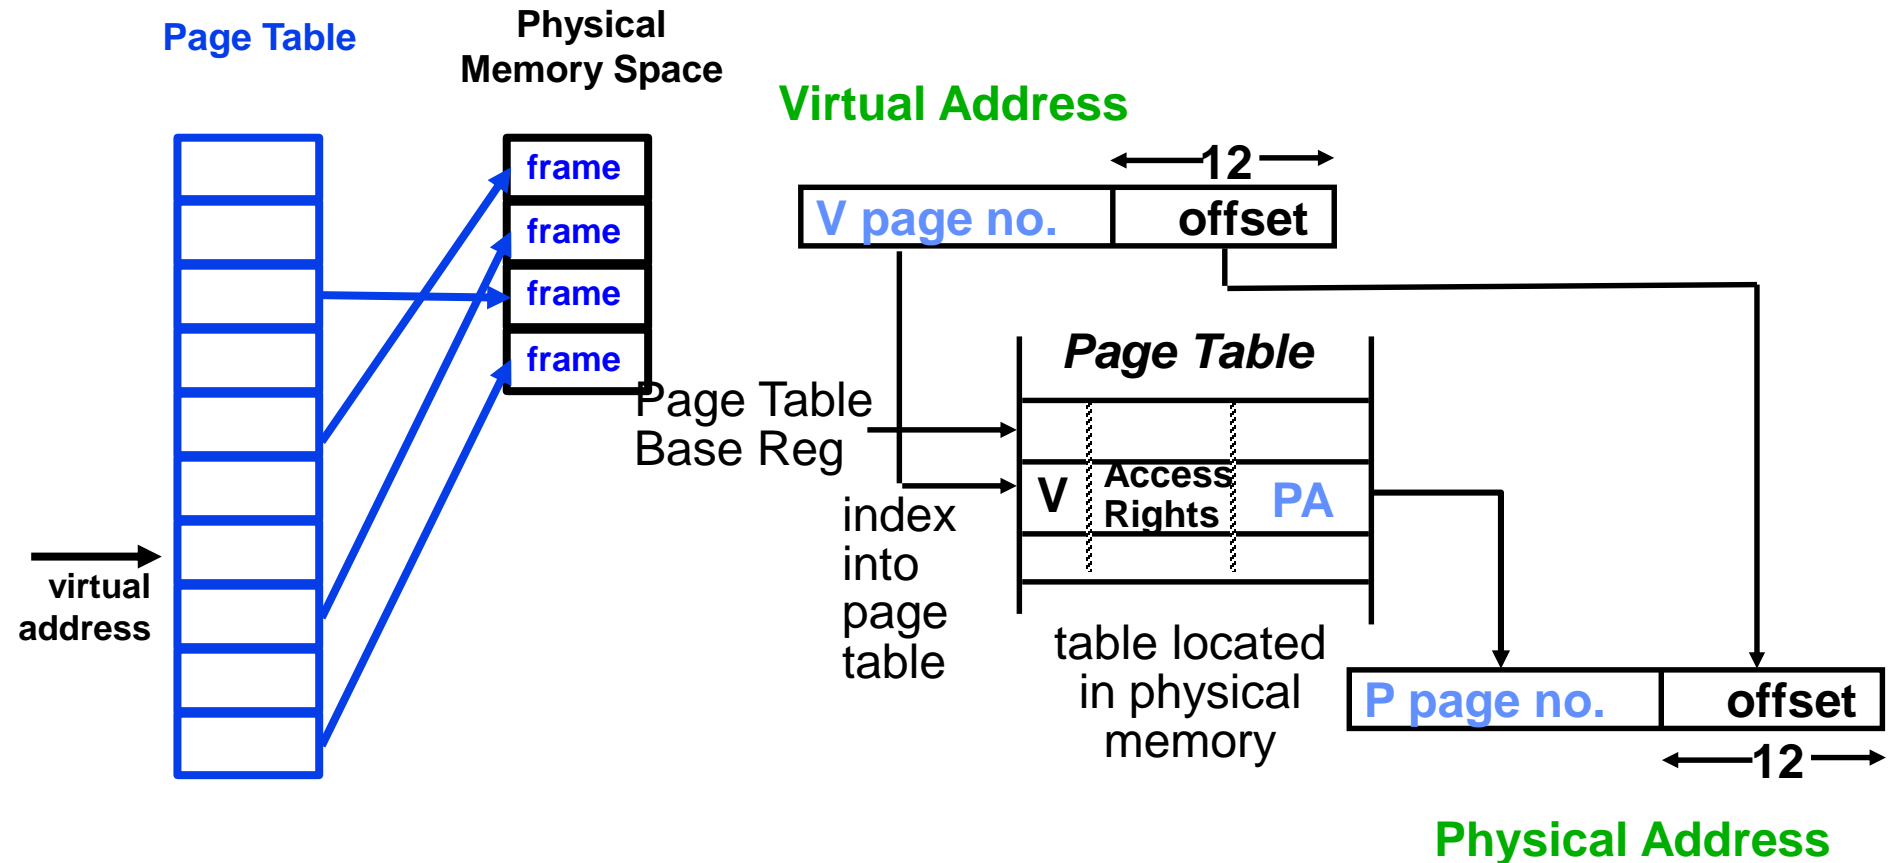 Page Table
Physical
Memory Space
frame
frame
frame
frame
virtual
address
Virtual Address
12
V page no.
offset
Page Table
Page Table
Base Reg
V
Access
Rights
PA
index
into
page
table
table located
in physical
memory
P page no.
offset
12
Physical Address